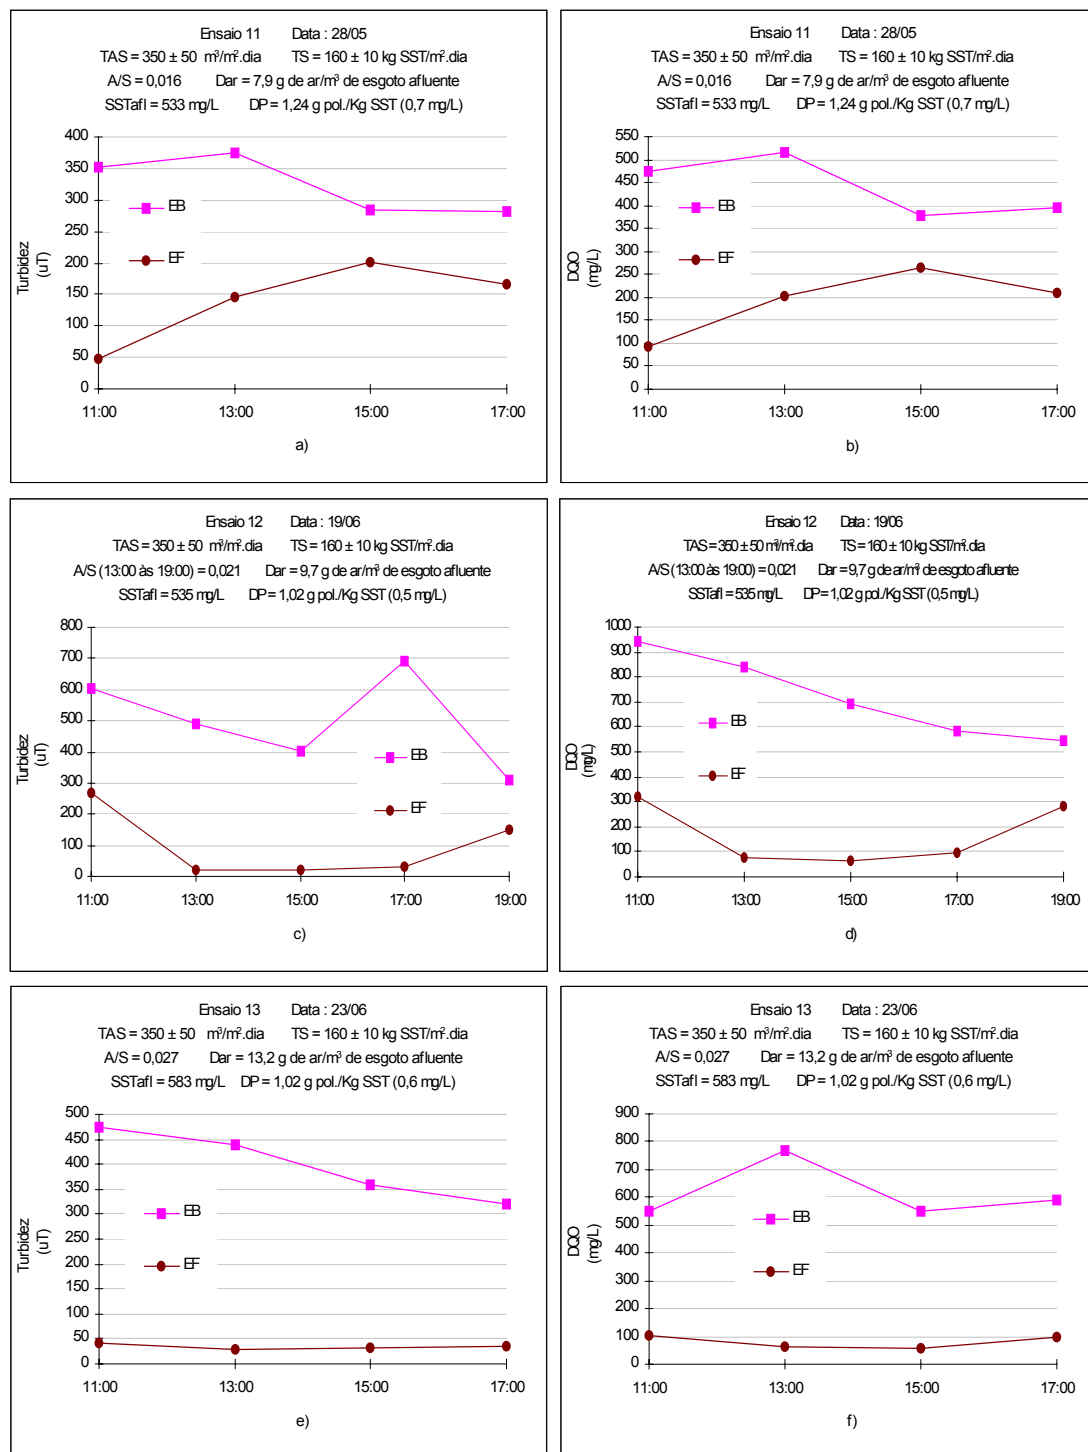 Ensaio 11 Data : 28/05
TAS = 350 ± 50 m³/m².dia TS = 160 ± 10 kg SST/m².dia
A/S = 0,016 Dar = 7,9 g de ar/m³ de esgoto afluente
SSTafl = 533 mg/L DP = 1,24 g pol./Kg SST (0,7 mg/L)
400
350
300
250
200
150
100
50
0
Turbidez
(uT)
EB
EF
11:00 13:00 15:00 17:00
a)
Ensaio 11 Data : 28/05
TAS = 350 ± 50 m³/m².dia TS = 160 ± 10 kg SST/m².dia
A/S = 0,016 Dar = 7,9 g de ar/m³ de esgoto afluente
SSTafl = 533 mg/L DP = 1,24 g pol./Kg SST (0,7 mg/L)
550
500
450
400
350
300
250
200
150
100
50
0
DQO
(mg/L)
EB
EF
11:00 13:00 15:00 17:00
b)
Ensaio 12 Data : 19/06
TAS = 350 ± 50 m³/m².dia TS = 160 ± 10 kg SST/m².dia
A/S (13:00 às 19:00) = 0,021 Dar = 9,7 g de ar/m³ de esgoto afluente
SSTafl = 535 mg/L DP = 1,02 g pol./Kg SST (0,5 mg/L)
800
700
600
500
400
300
200
100
0
Turbidez
(uT)
EB
EF
11:00 13:00 15:00 17:00 19:00
c)
Ensaio 12 Data : 19/06
TAS = 350 ± 50 m³/m².dia TS = 160 ± 10 kg SST/m².dia
A/S (13:00 às 19:00) = 0,021 Dar = 9,7 g de ar/m³ de esgoto afluente
SSTafl = 535 mg/L DP = 1,02 g pol./Kg SST (0,5 mg/L)
1000
900
800
700
600
500
400
300
200
100
0
DQO
(mg/L)
EB
EF
11:00 13:00 15:00 17:00 19:00
d)
Ensaio 13 Data : 23/06
TAS = 350 ± 50 m³/m².dia TS = 160 ± 10 kg SST/m².dia
A/S = 0,027 Dar = 13,2 g de ar/m³ de esgoto afluente
SSTafl = 583 mg/L DP = 1,02 g pol./Kg SST (0,6 mg/L)
500
450
400
350
300
250
200
150
100
50
0
Turbidez
(uT)
EB
EF
11:00 13:00 15:00 17:00
e)
Ensaio 13 Data : 23/06
TAS = 350 ± 50 m³/m².dia TS = 160 ± 10 kg SST/m².dia
A/S = 0,027 Dar = 13,2 g de ar/m³ de esgoto afluente
SSTafl = 583 mg/L DP = 1,02 g pol./Kg SST (0,6 mg/L)
900
800
700
600
500
400
300
200
100
0
DQO
(mg/L)
EB
EF
11:00 13:00 15:00 17:00
f)